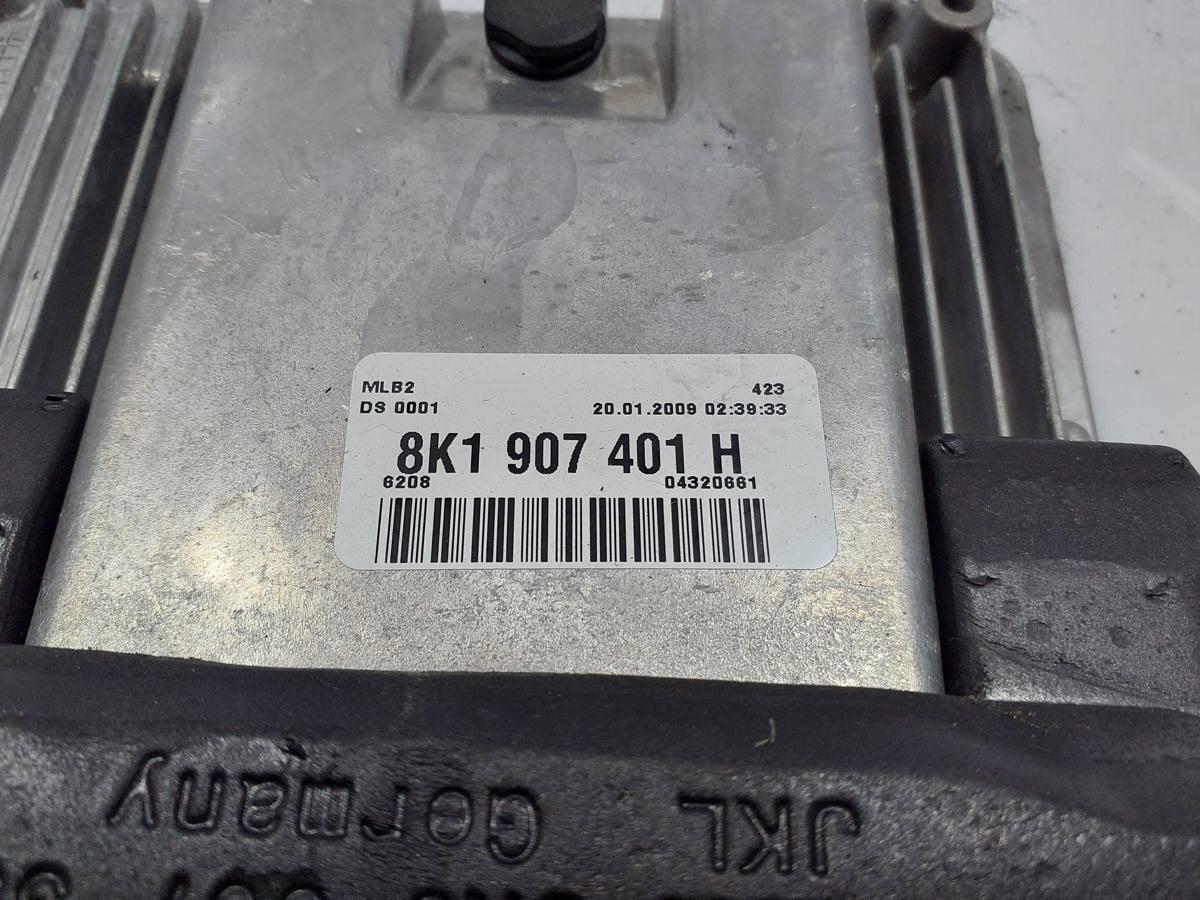 MLB2 423
DS 0001 20.01.2009 02:39:33
8K1 907 401 H
6208 04320661
JKL Germany